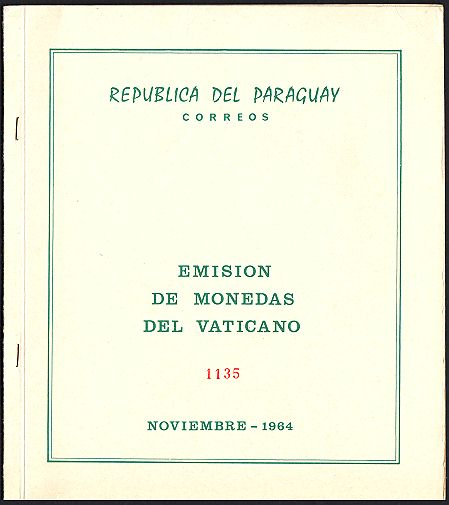 REPUBLICA DEL PARAGUAY
CORREOS
EMISION
DE MONEDAS
DEL VATICANO
1135
NOVIEMBRE - 1964